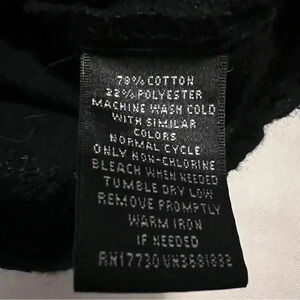 78% COTTON
22% POLYESTER
MACHINE WASH COLD
WITH SIMILAR
COLORS
NORMAL CYCLE
ONLY NON-CHLORINE
BLEACH WHEN NEEDED
TUMBLE DRY LOW
REMOVE PROMPTLY
WARM IRON
IF NEEDED